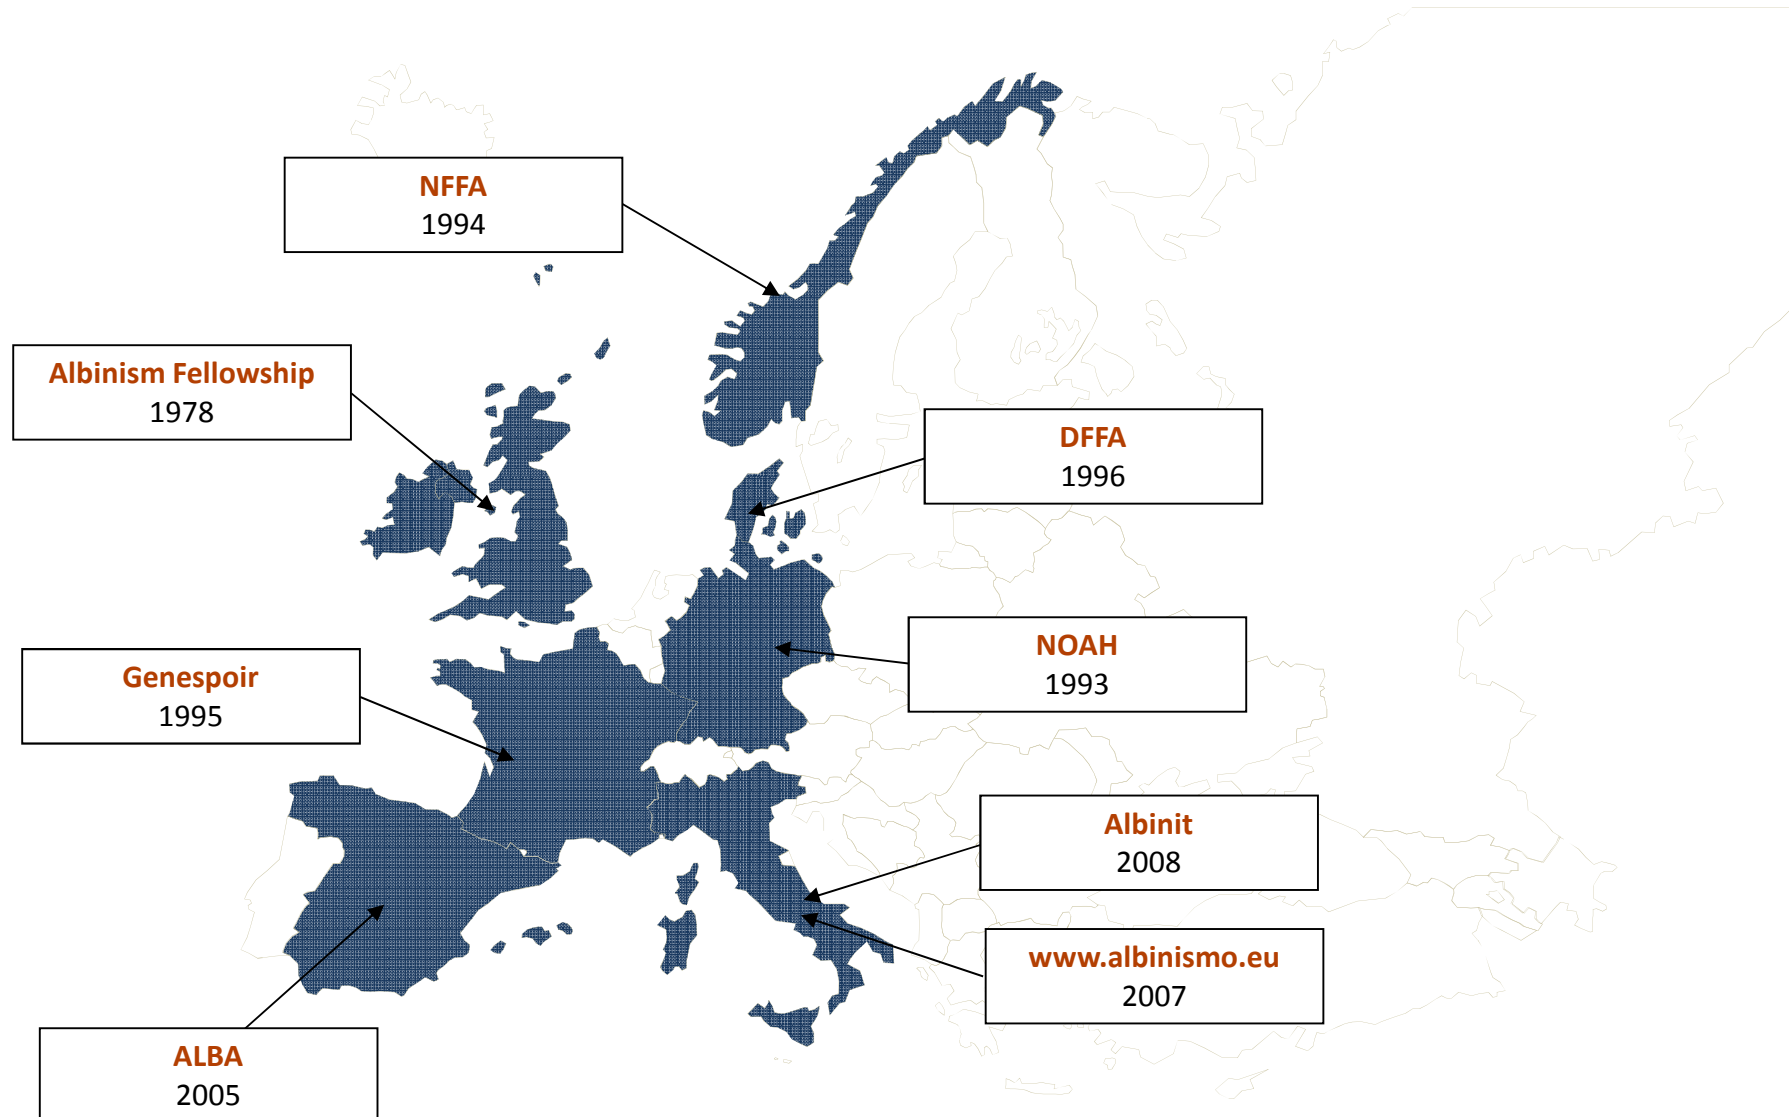 NFFA
1994
Albinism Fellowship
1978
DFFA
1996
NOAH
1993
Genespoir
1995
Albinit
2008
www.albinismo.eu
2007
ALBA
2005